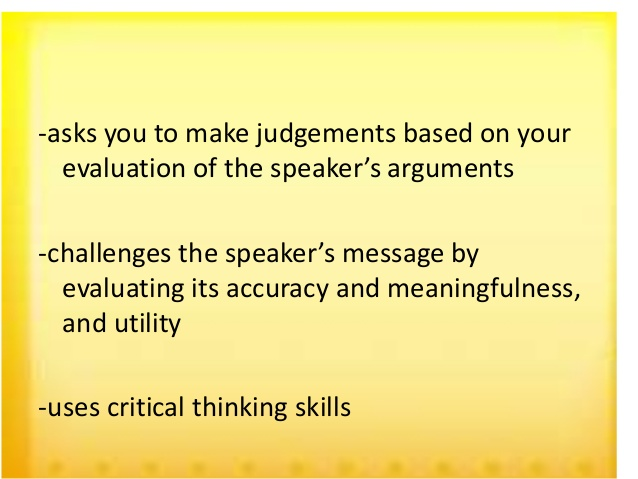 -asks you to make judgements based on your
evaluation of the speaker’s arguments
-challenges the speaker’s message by
evaluating its accuracy and meaningfulness,
and utility
-uses critical thinking skills